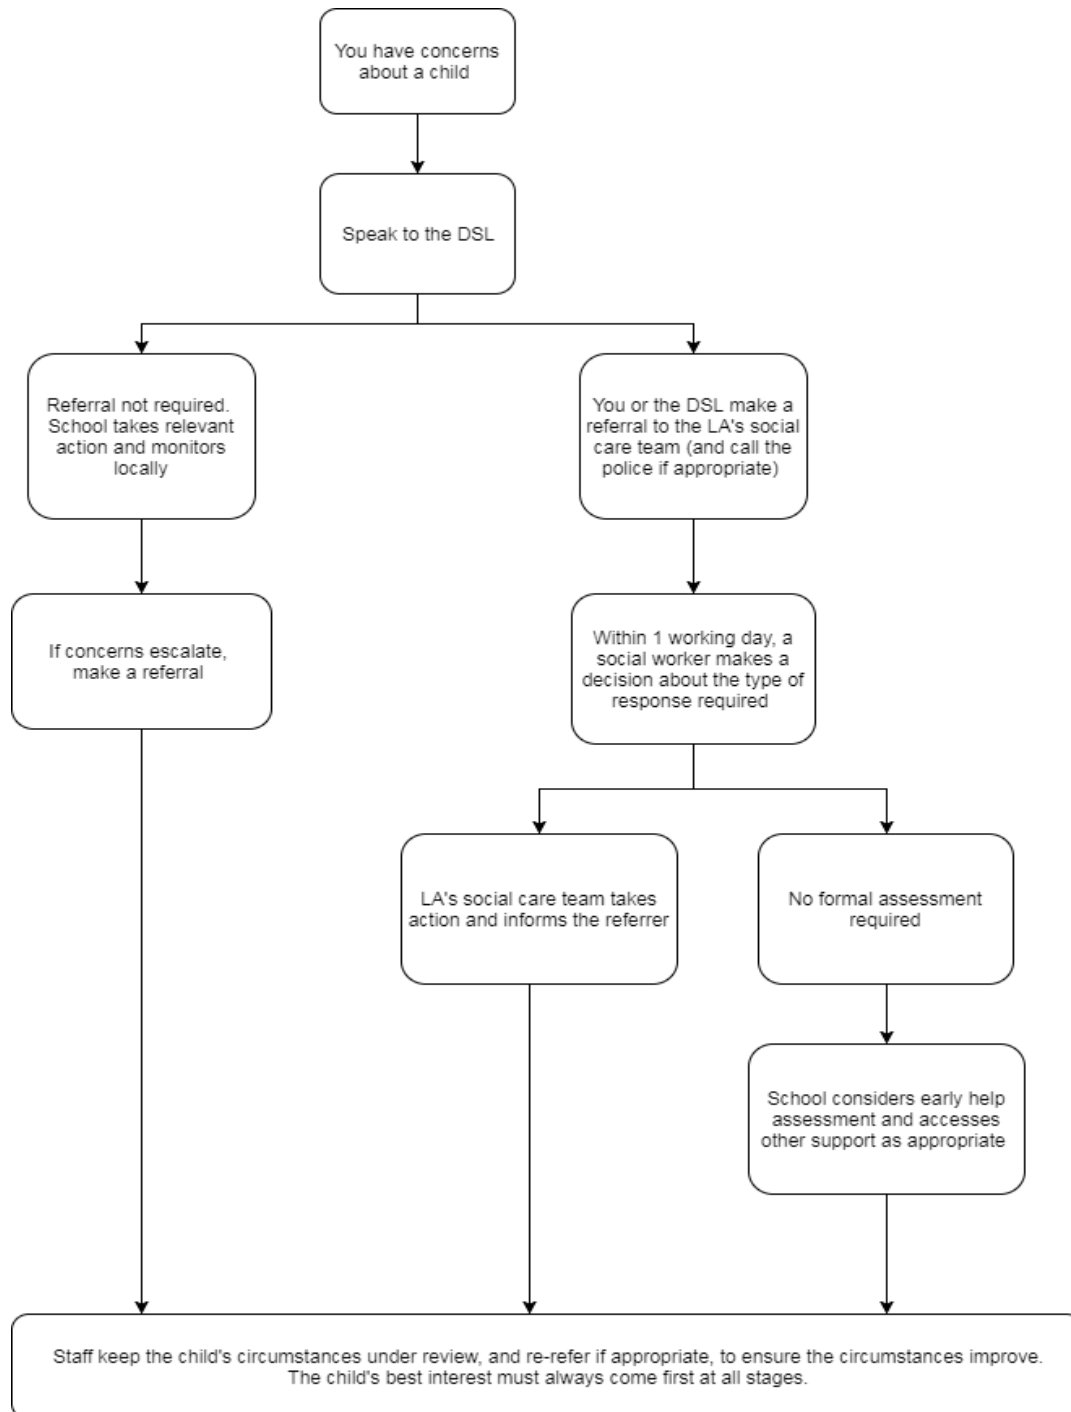 You have concerns
about a child
Speak to the DSL
Referral not required.
School takes relevant
action and monitors
locally
You or the DSL make a
referral to the LA's social
care team (and call the
police if appropriate)
If concerns escalate,
make a referral
Within 1 working day, a
social worker makes a
decision about the type of
response required
LA's social care team takes
action and informs the referrer
No formal assessment
required
School considers early help
assessment and accesses
other support as appropriate
Staff keep the child's circumstances under review, and re-refer if appropriate, to ensure the circumstances improve.
The child's best interest must always come first at all stages.